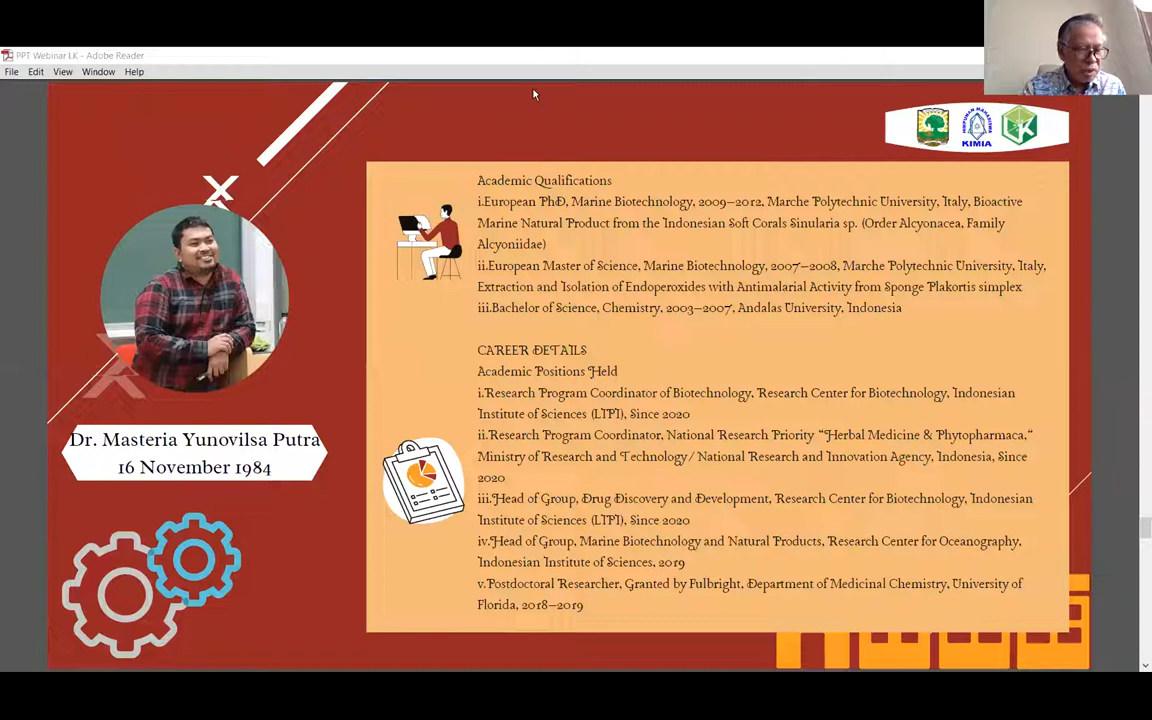 PPT Webinar LK - Adobe Reader
File Edit View Window Help
HIMPUNAN MAHASISWA
KIMIA
Academic Qualifications
i.European PhD, Marine Biotechnology, 2009–2012, Marche Polytechnic University, Italy, Bioactive
Marine Natural Product from the Indonesian Soft Corals Sinularia sp. (Order Alcyonacea, Family
Alcyoniidae)
ii.European Master of Science, Marine Biotechnology, 2007–2008, Marche Polytechnic University, Italy,
Extraction and Isolation of Endoperoxides with Antimalarial Activity from Sponge Plakortis simplex
iii.Bachelor of Science, Chemistry, 2003–2007, Andalas University, Indonesia
CAREER DETAILS
Academic Positions Held
i.Research Program Coordinator of Biotechnology, Research Center for Biotechnology, Indonesian
Institute of Sciences (LIPI), Since 2020
ii.Research Program Coordinator, National Research Priority "Herbal Medicine & Phytopharmaca,"
Ministry of Research and Technology/ National Research and Innovation Agency, Indonesia, Since
2020
iii.Head of Group, Drug Discovery and Development, Research Center for Biotechnology, Indonesian
Institute of Sciences (LIPI), Since 2020
iv.Head of Group, Marine Biotechnology and Natural Products, Research Center for Oceanography,
Indonesian Institute of Sciences, 2019
v.Postdoctoral Researcher, Granted by Fulbright, Department of Medicinal Chemistry, University of
Florida, 2018–2019
Dr. Masteria Yunovilsa Putra
16 November 1984